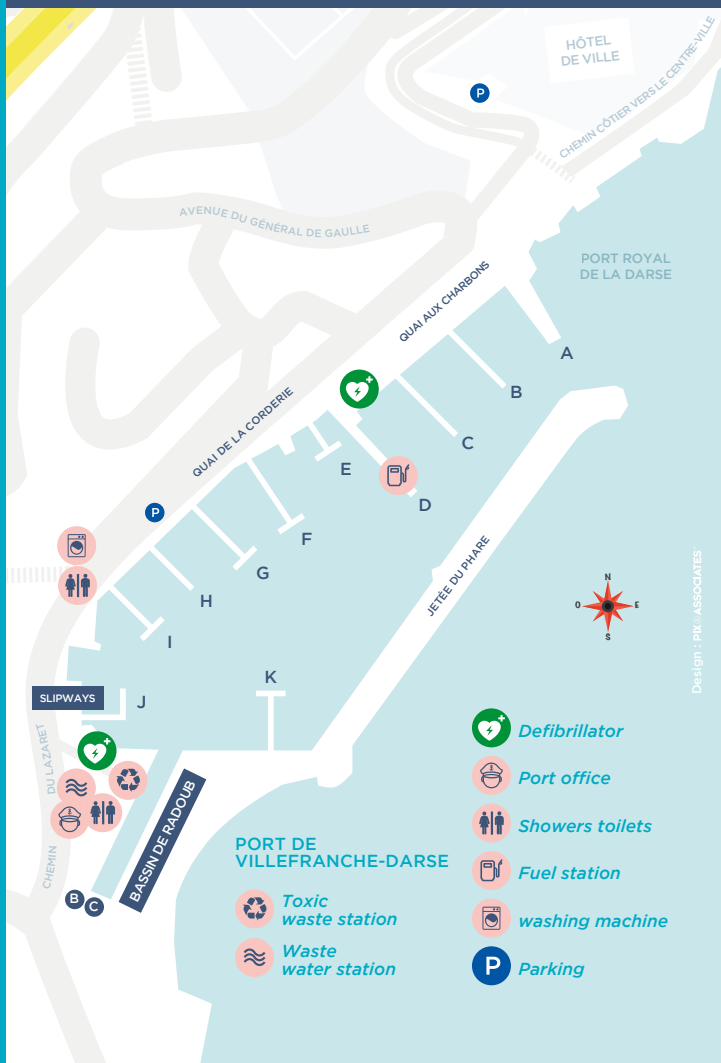 HÔTEL
DE VILLE
P
CHEMIN CÔTIER VERS LE CENTRE-VILLE
AVENUE DU GÉNÉRAL DE GAULLE
PORT ROYAL
DE LA DARSE
QUAI AUX CHARBONS
A
B
C
QUAI DE LA CORDERIE
E
D
P
F
G
H
I
JETÉE DU PHARE
N
O
E
S
Design : PIX ASSOCIATES
K
SLIPWAYS
J
CHEMIN DU LAZARET
BASSIN DE RADOUB
B
C
PORT DE
VILLEFRANCHE-DARSE
Toxic
waste station
Waste
water station
Defibrillator
Port office
Showers toilets
Fuel station
washing machine
P
Parking